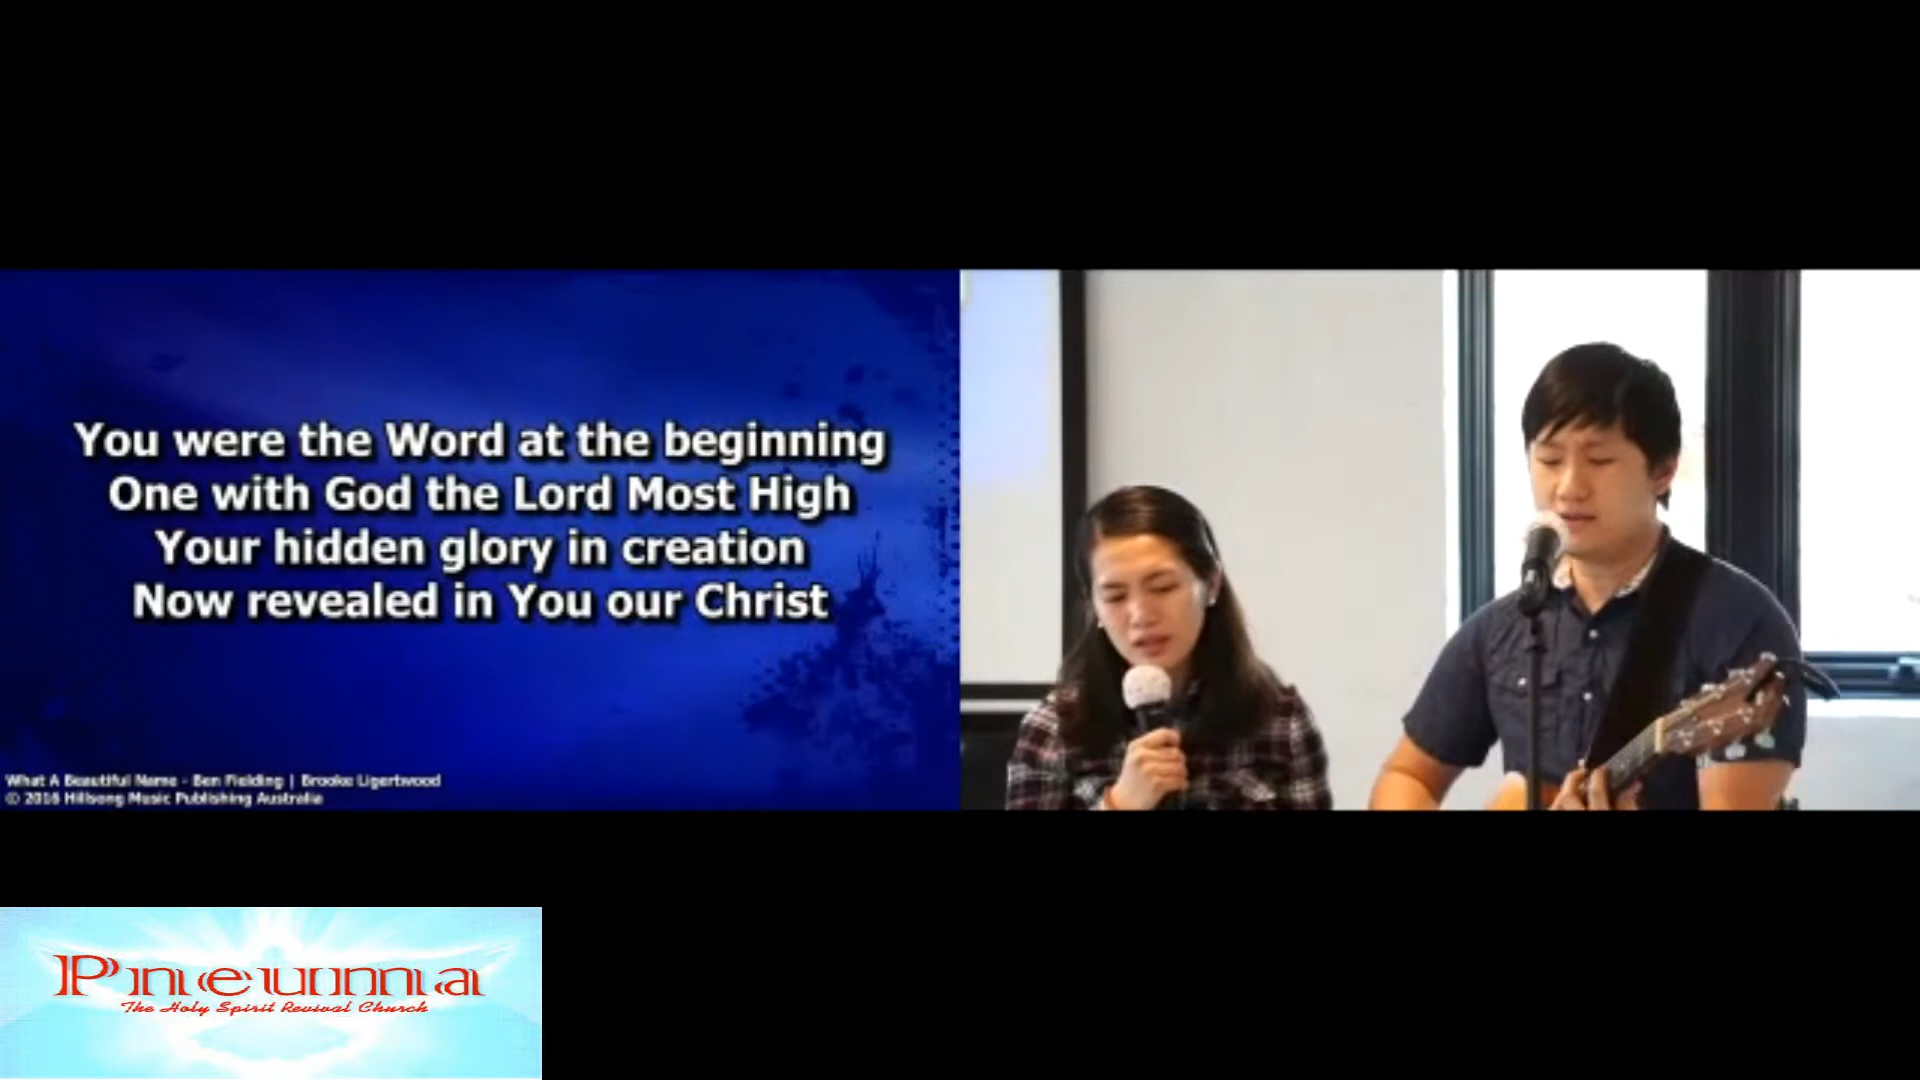 You were the Word at the beginning
One with God the Lord Most High
Your hidden glory in creation
Now revealed in You our Christ
What A Beautiful Name - Ben Fielding | Brooke Ligertwood
© 2016 Hillsong Music Publishing Australia
Pneuma
The Holy Spirit Revival Church